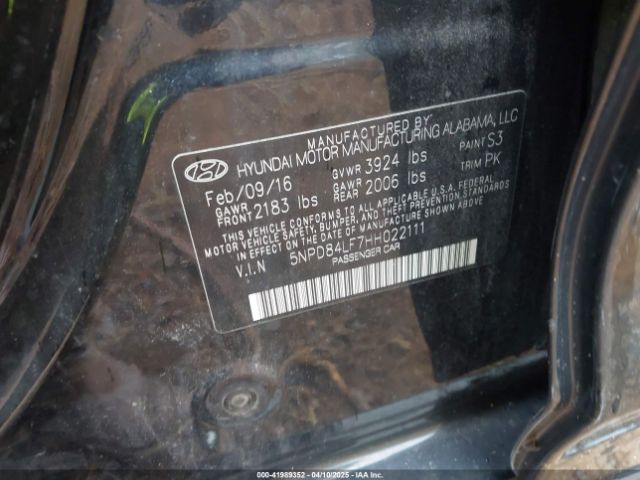 MANUFACTURED BY
HYUNDAI MOTOR MANUFACTURING ALABAMA, LLC
Feb/09/16 GVWR 3924 lbs PAINT S3
GAWR FRONT 2183 lbs GAWR REAR 2006 lbs TRIM PK
THIS VEHICLE CONFORMS TO ALL APPLICABLE U.S.A. FEDERAL
MOTOR VEHICLE SAFETY, BUMPER, AND THEFT PREVENTION STANDARDS
IN EFFECT ON THE DATE OF MANUFACTURE SHOWN ABOVE.
V.I.N 5NPD84LF7HH022111
PASSENGER CAR
000-41989352 - 04/10/2025 - IAAI.COM